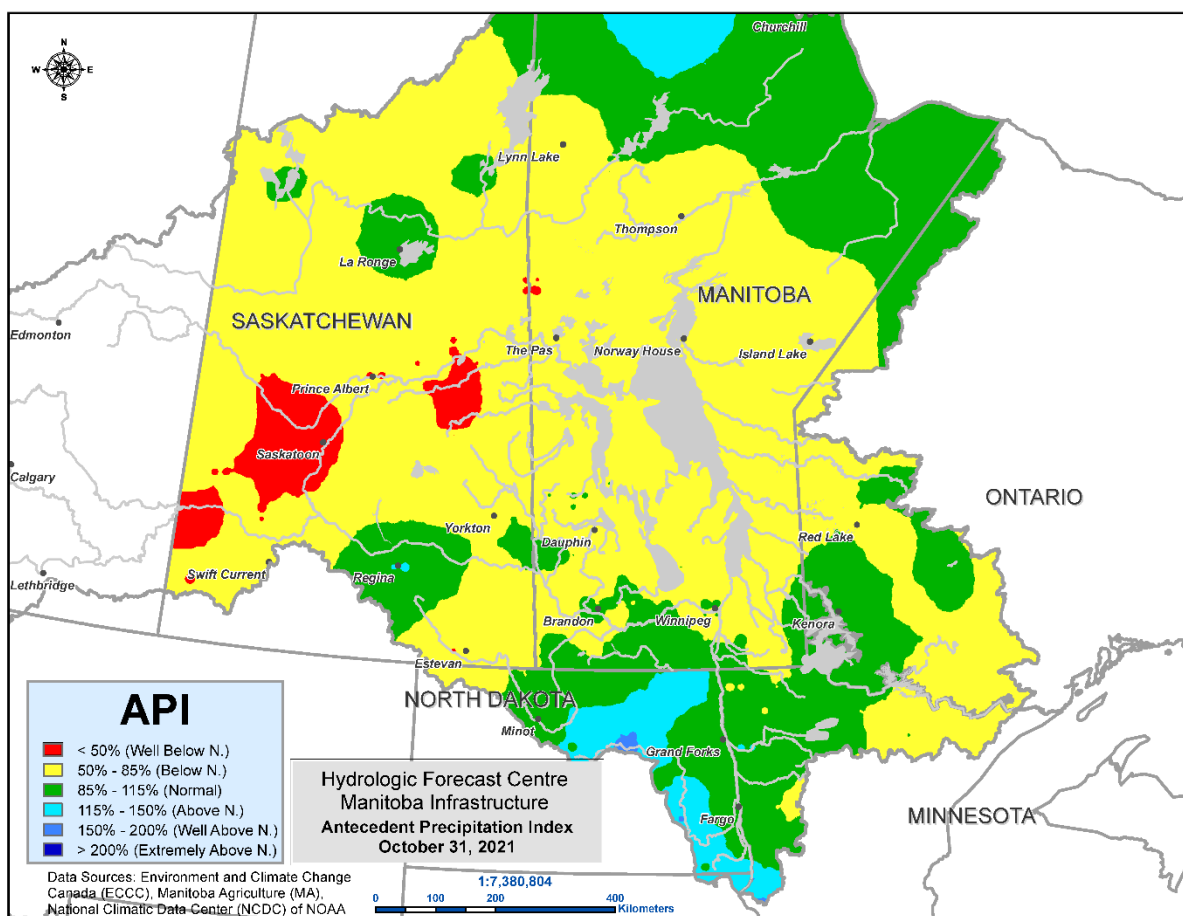 N
W E
S
Churchill
Lynn Lake
Thompson
La Ronge
MANITOBA
SASKATCHEWAN
Edmonton
The Pas
Norway House
Island Lake
Prince Albert
Saskatoon
Calgary
ONTARIO
Yorkton
Dauphin
Red Lake
Lethbridge
Swift Current
Regina
Brandon
Winnipeg
Kenora
Estevan
NORTH DAKOTA
Minot
Grand Forks
Fargo
MINNESOTA
API
< 50% (Well Below N.)
50% - 85% (Below N.)
85% - 115% (Normal)
115% - 150% (Above N.)
150% - 200% (Well Above N.)
> 200% (Extremely Above N.)
Hydrologic Forecast Centre
Manitoba Infrastructure
Antecedent Precipitation Index
October 31, 2021
Data Sources: Environment and Climate Change
Canada (ECCC), Manitoba Agriculture (MA),
National Climatic Data Center (NCDC) of NOAA
1:7,380,804
0 100 200 400
Kilometers